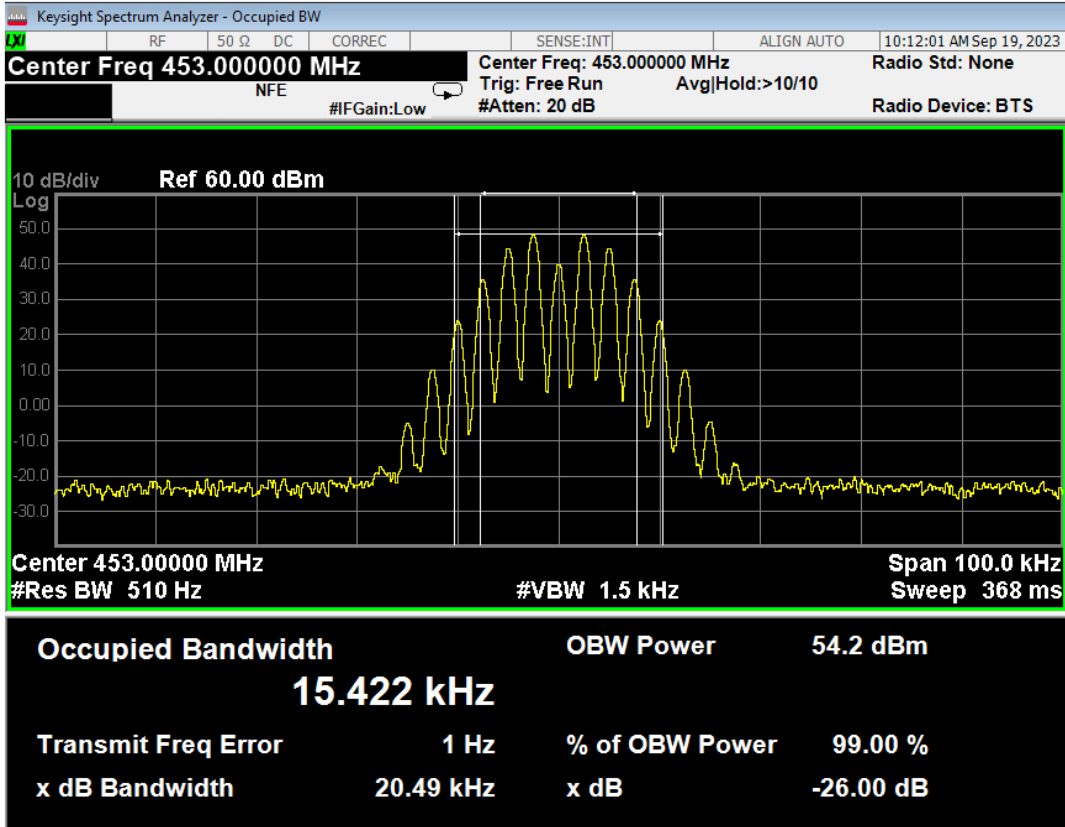 Keysight Spectrum Analyzer - Occupied BW
LXI RF 50 Ω DC CORREC SENSE:INT ALIGN AUTO 10:12:01 AM Sep 19, 2023
Center Freq 453.000000 MHz
Center Freq: 453.000000 MHz
Radio Std: None
NFE
Trig: Free Run Avg|Hold:>10/10
#IFGain:Low
#Atten: 20 dB
Radio Device: BTS
10 dB/div Ref 60.00 dBm
Log
50.0
40.0
30.0
20.0
10.0
0.00
-10.0
-20.0
-30.0
Center 453.00000 MHz Span 100.0 kHz
#Res BW 510 Hz #VBW 1.5 kHz Sweep 368 ms
Occupied Bandwidth OBW Power 54.2 dBm
15.422 kHz
Transmit Freq Error 1 Hz % of OBW Power 99.00 %
x dB Bandwidth 20.49 kHz x dB -26.00 dB